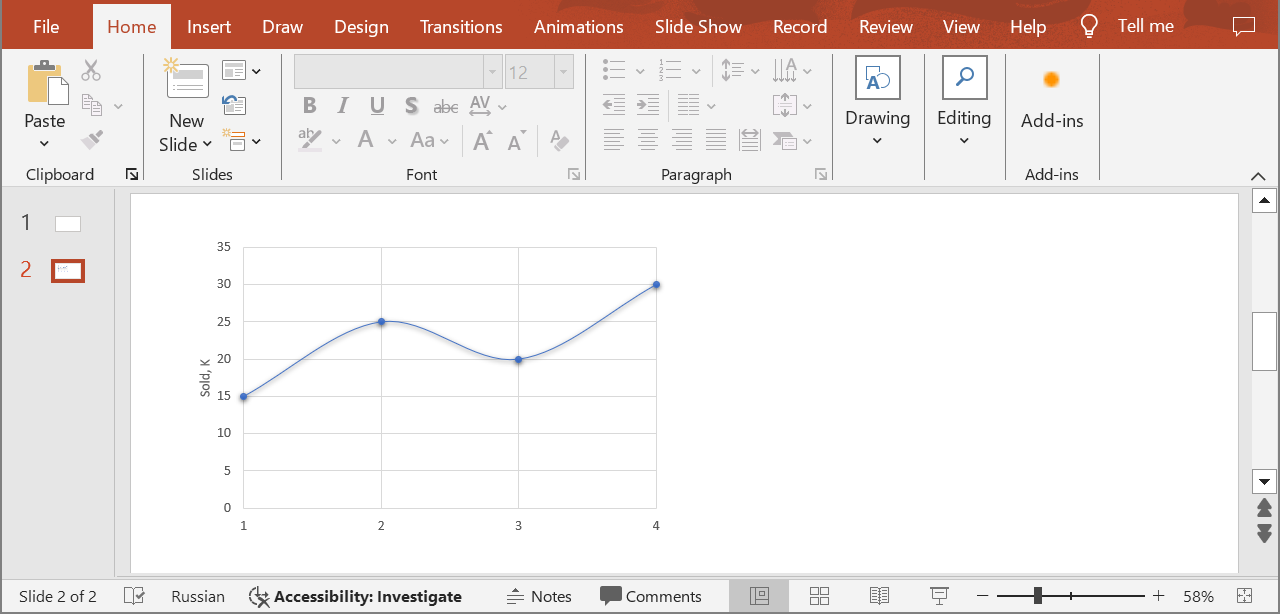 File Home Insert Draw Design Transitions Animations Slide Show Record Review View Help Tell me
12
Paste
New
Slide
B I U S abc AV
ab A Aa A A
Drawing
Editing
Add-ins
Clipboard
Slides
Font
Paragraph
Add-ins
1
2
35
30
25
20
15
10
5
0
Sold, K
1 2 3 4
Slide 2 of 2 Russian Accessibility: Investigate Notes Comments 58%